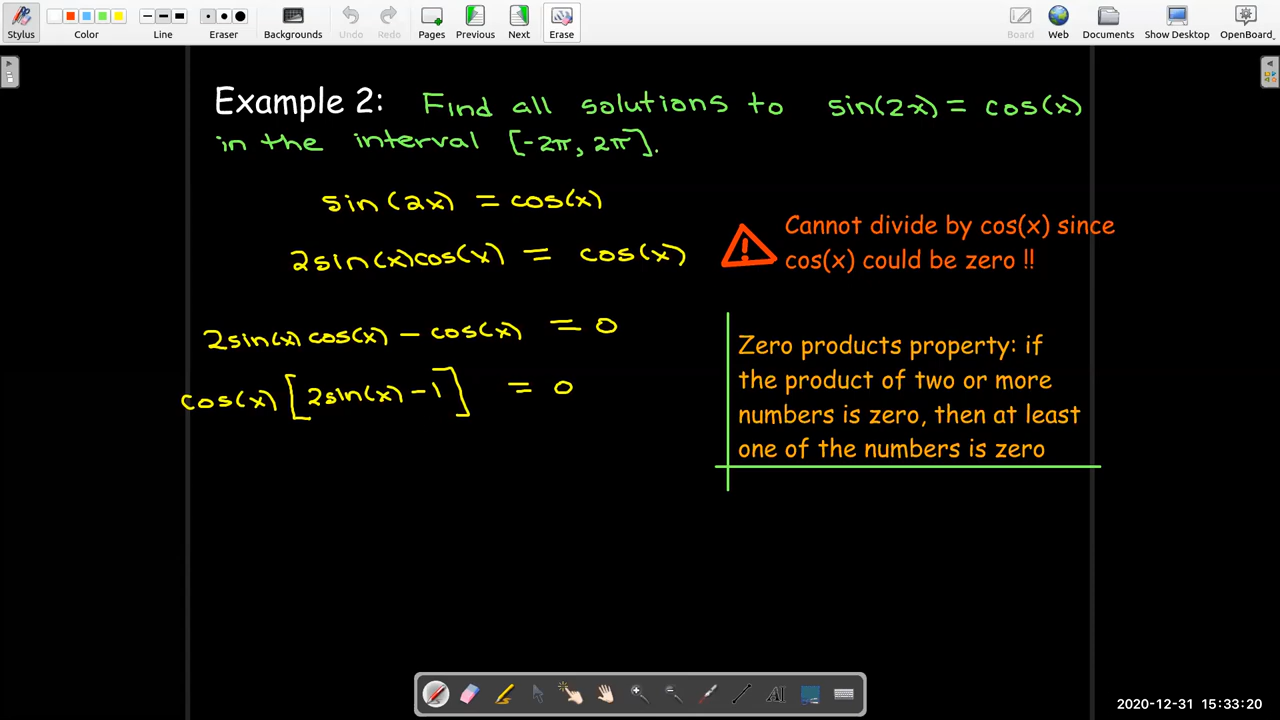 Stylus
Color
Line
Eraser
Backgrounds
Undo
Redo
Pages
Previous
Next
Erase
Board
Web
Documents
Show Desktop
OpenBoard
Example 2: Find all solutions to sin(2x) = cos(x)
in the interval [-2π, 2π].
sin(2x) = cos(x)
2sin(x)cos(x) = cos(x)
Cannot divide by cos(x) since
cos(x) could be zero !!
2sin(x)cos(x) - cos(x) = 0
cos(x)[2sin(x)-1] = 0
Zero products property: if
the product of two or more
numbers is zero, then at least
one of the numbers is zero
AI
2020-12-31 15:33:20